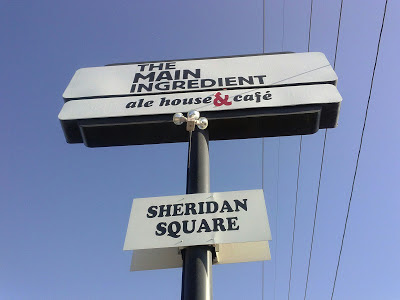 THE
MAIN
INGREDIENT
ale house & café
SHERIDAN
SQUARE